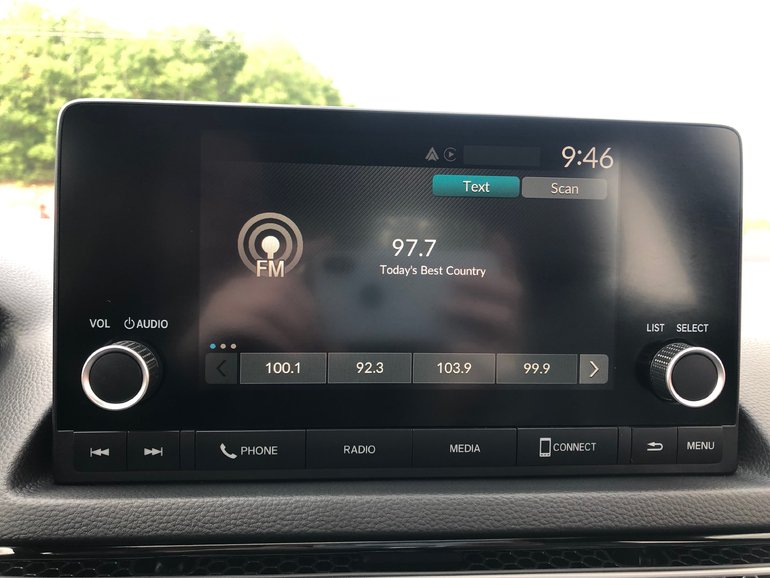 9:46
Text Scan
97.7
FM
Today's Best Country
VOL AUDIO
LIST SELECT
100.1 92.3 103.9 99.9
PHONE RADIO MEDIA CONNECT MENU